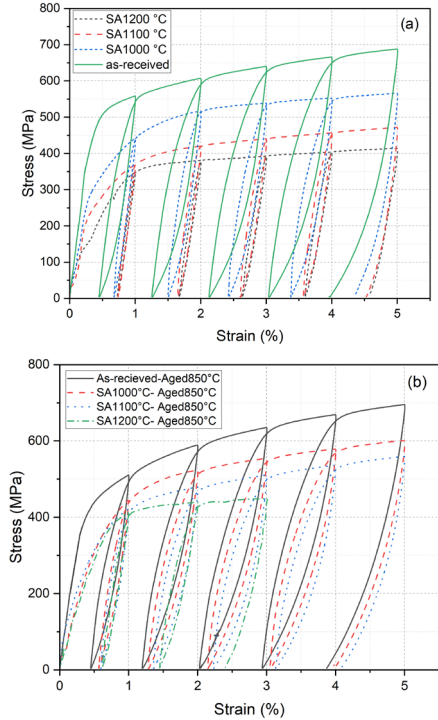 800
700
600
500
400
300
200
100
0
Stress (MPa)
SA1200 °C
SA1100 °C
SA1000 °C
as-received
(a)
0 1 2 3 4 5
Strain (%)
800
600
400
200
0
Stress (MPa)
As-recieved-Aged850°C
SA1000°C- Aged850°C
SA1100°C- Aged850°C
SA1200°C- Aged850°C
(b)
0 1 2 3 4 5
Strain (%)